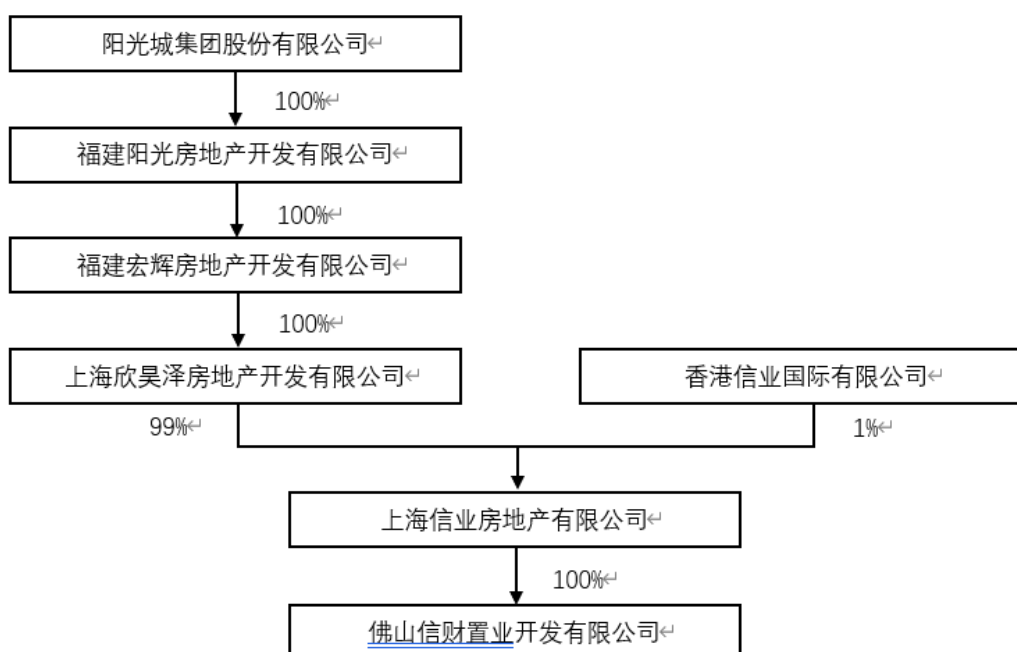 阳光城集团股份有限公司
100%
福建阳光房地产开发有限公司
100%
福建宏辉房地产开发有限公司
100%
上海欣昊泽房地产开发有限公司
香港信业国际有限公司
99%
1%
上海信业房地产有限公司
100%
佛山信财置业开发有限公司